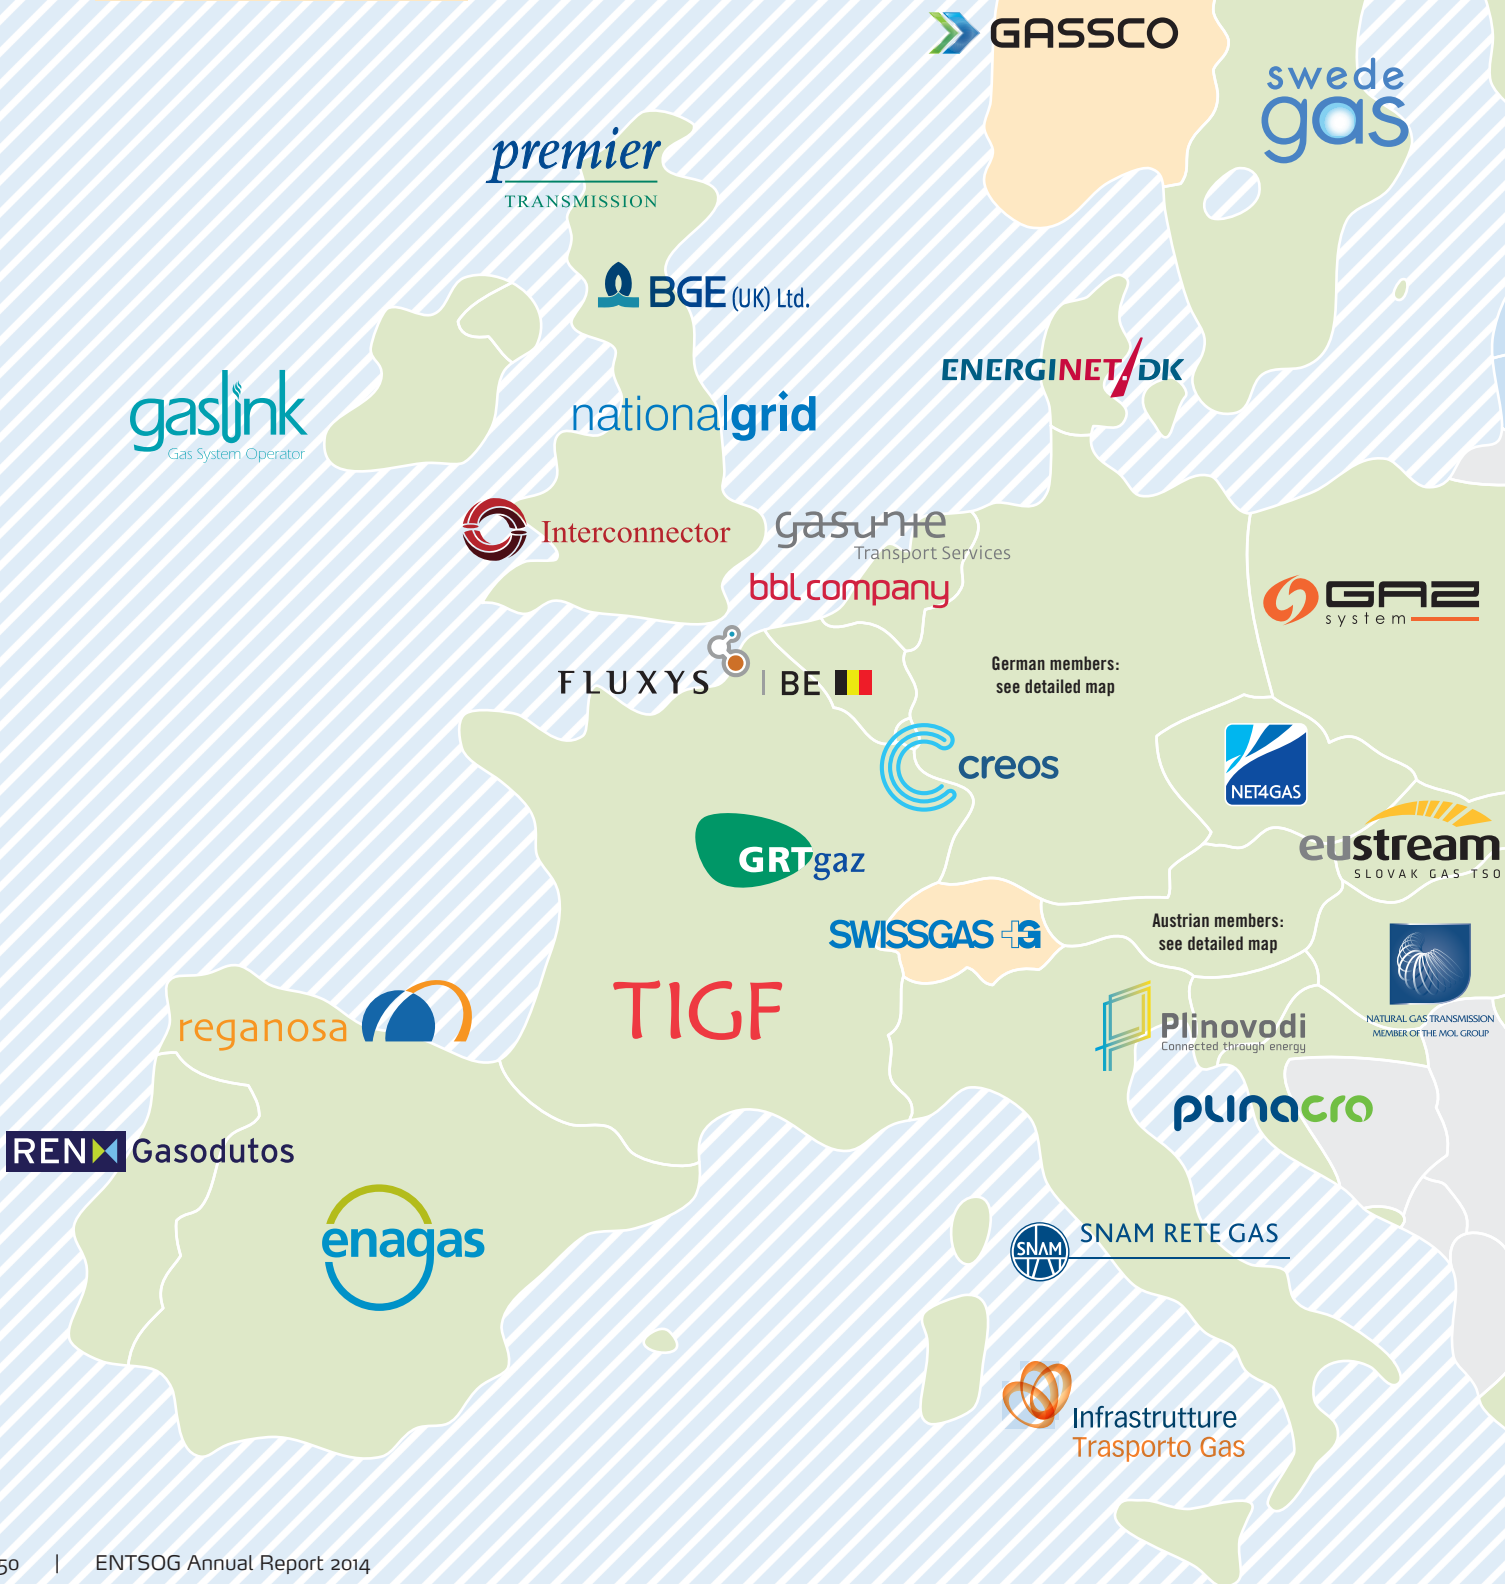 GASSCO
swede
gas
premier
TRANSMISSION
BGE (UK) Ltd.
ENERGINET.DK
gaslink
Gas System Operator
nationalgrid
Interconnector
gasunie
Transport Services
bbl company
GAZ
system
German members:
see detailed map
FLUXYS | BE
creos
NET4GAS
eustream
SLOVAK GAS TSO
GRTgaz
SWISSGAS +G
Austrian members:
see detailed map
NATURAL GAS TRANSMISSION
MEMBER OF THE MOL GROUP
reganosa
TIGF
Plinovodi
Connected through energy
PLINACRO
REN Gasodutos
enagas
SNAM
SNAM RETE GAS
Infrastrutture
Trasporto Gas
50 | ENTSOG Annual Report 2014